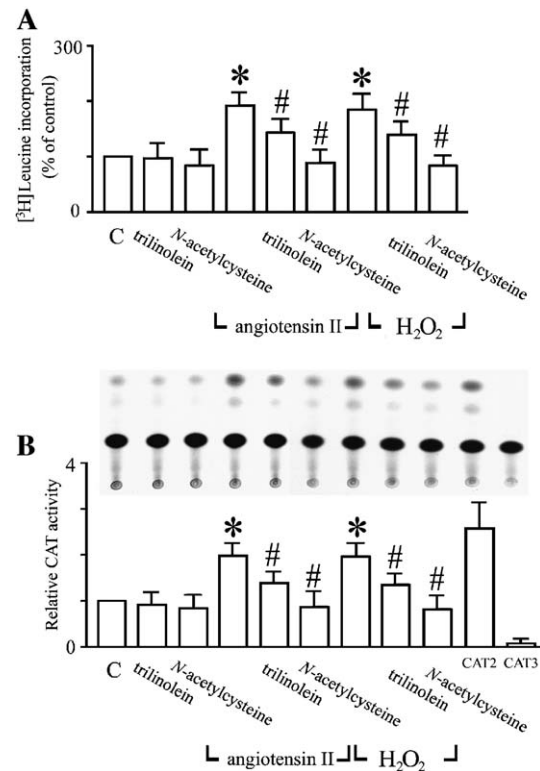 A
300
[³H]Leucine incorporation
(% of control)
0
* # # * # #
C trilinolein N-acetylcysteine trilinolein N-acetylcysteine trilinolein N-acetylcysteine
angiotensin II H₂O₂
B
4
Relative CAT activity
0
* # # * # #
C trilinolein N-acetylcysteine trilinolein N-acetylcysteine trilinolein N-acetylcysteine CAT2 CAT3
angiotensin II H₂O₂